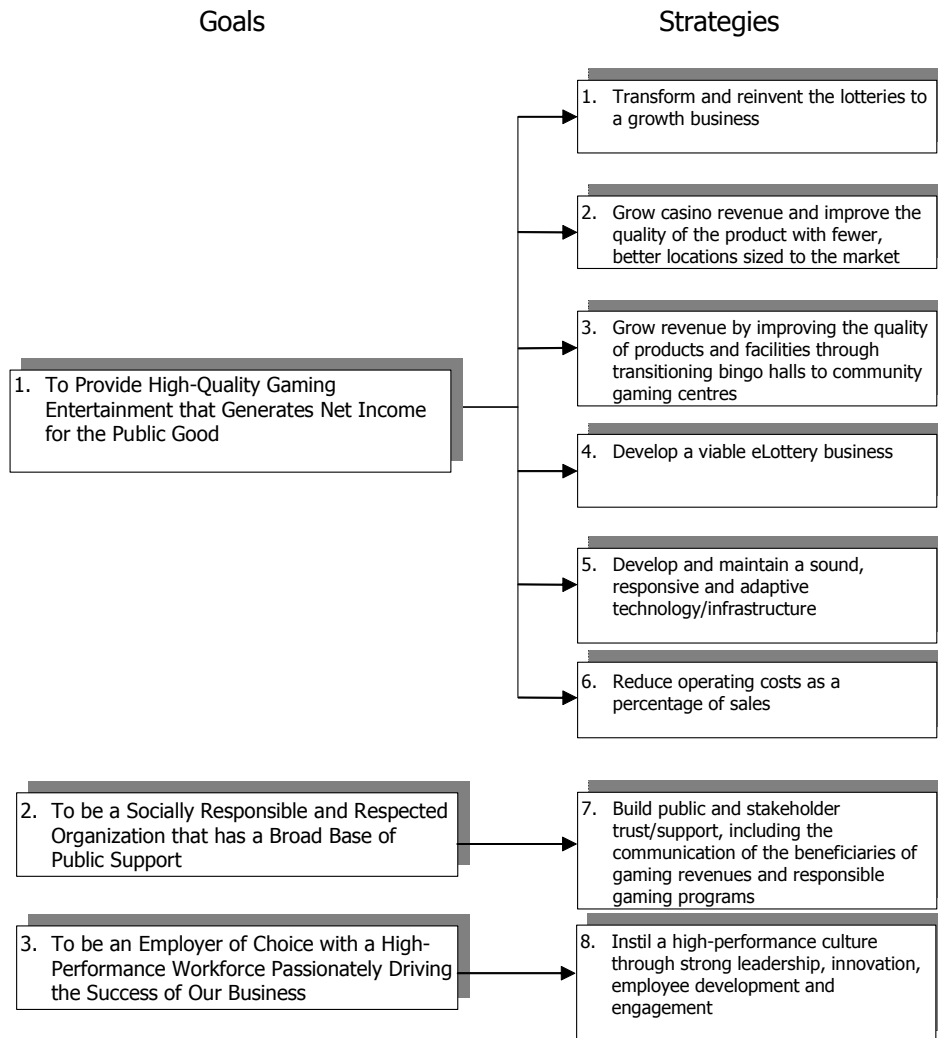 Goals
Strategies
1. Transform and reinvent the lotteries to
a growth business
2. Grow casino revenue and improve the
quality of the product with fewer,
better locations sized to the market
3. Grow revenue by improving the quality
of products and facilities through
transitioning bingo halls to community
gaming centres
1. To Provide High-Quality Gaming
Entertainment that Generates Net Income
for the Public Good
4. Develop a viable eLottery business
5. Develop and maintain a sound,
responsive and adaptive
technology/infrastructure
6. Reduce operating costs as a
percentage of sales
2. To be a Socially Responsible and Respected
Organization that has a Broad Base of
Public Support
7. Build public and stakeholder
trust/support, including the
communication of the beneficiaries of
gaming revenues and responsible
gaming programs
3. To be an Employer of Choice with a High-
Performance Workforce Passionately Driving
the Success of Our Business
8. Instil a high-performance culture
through strong leadership, innovation,
employee development and
engagement